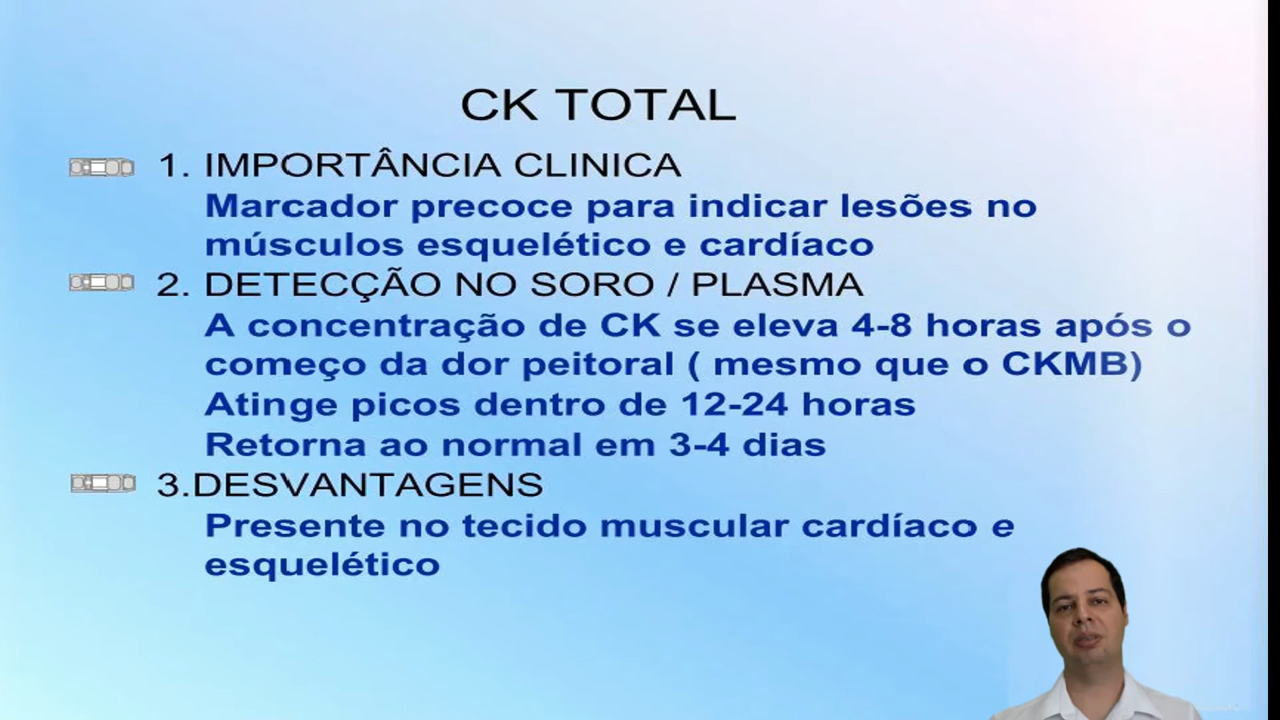 CK TOTAL
1. IMPORTÂNCIA CLINICA
Marcador precoce para indicar lesões no
músculos esquelético e cardíaco
2. DETECÇÃO NO SORO / PLASMA
A concentração de CK se eleva 4-8 horas após o
começo da dor peitoral ( mesmo que o CKMB)
Atinge picos dentro de 12-24 horas
Retorna ao normal em 3-4 dias
3.DESVANTAGENS
Presente no tecido muscular cardíaco e
esquelético